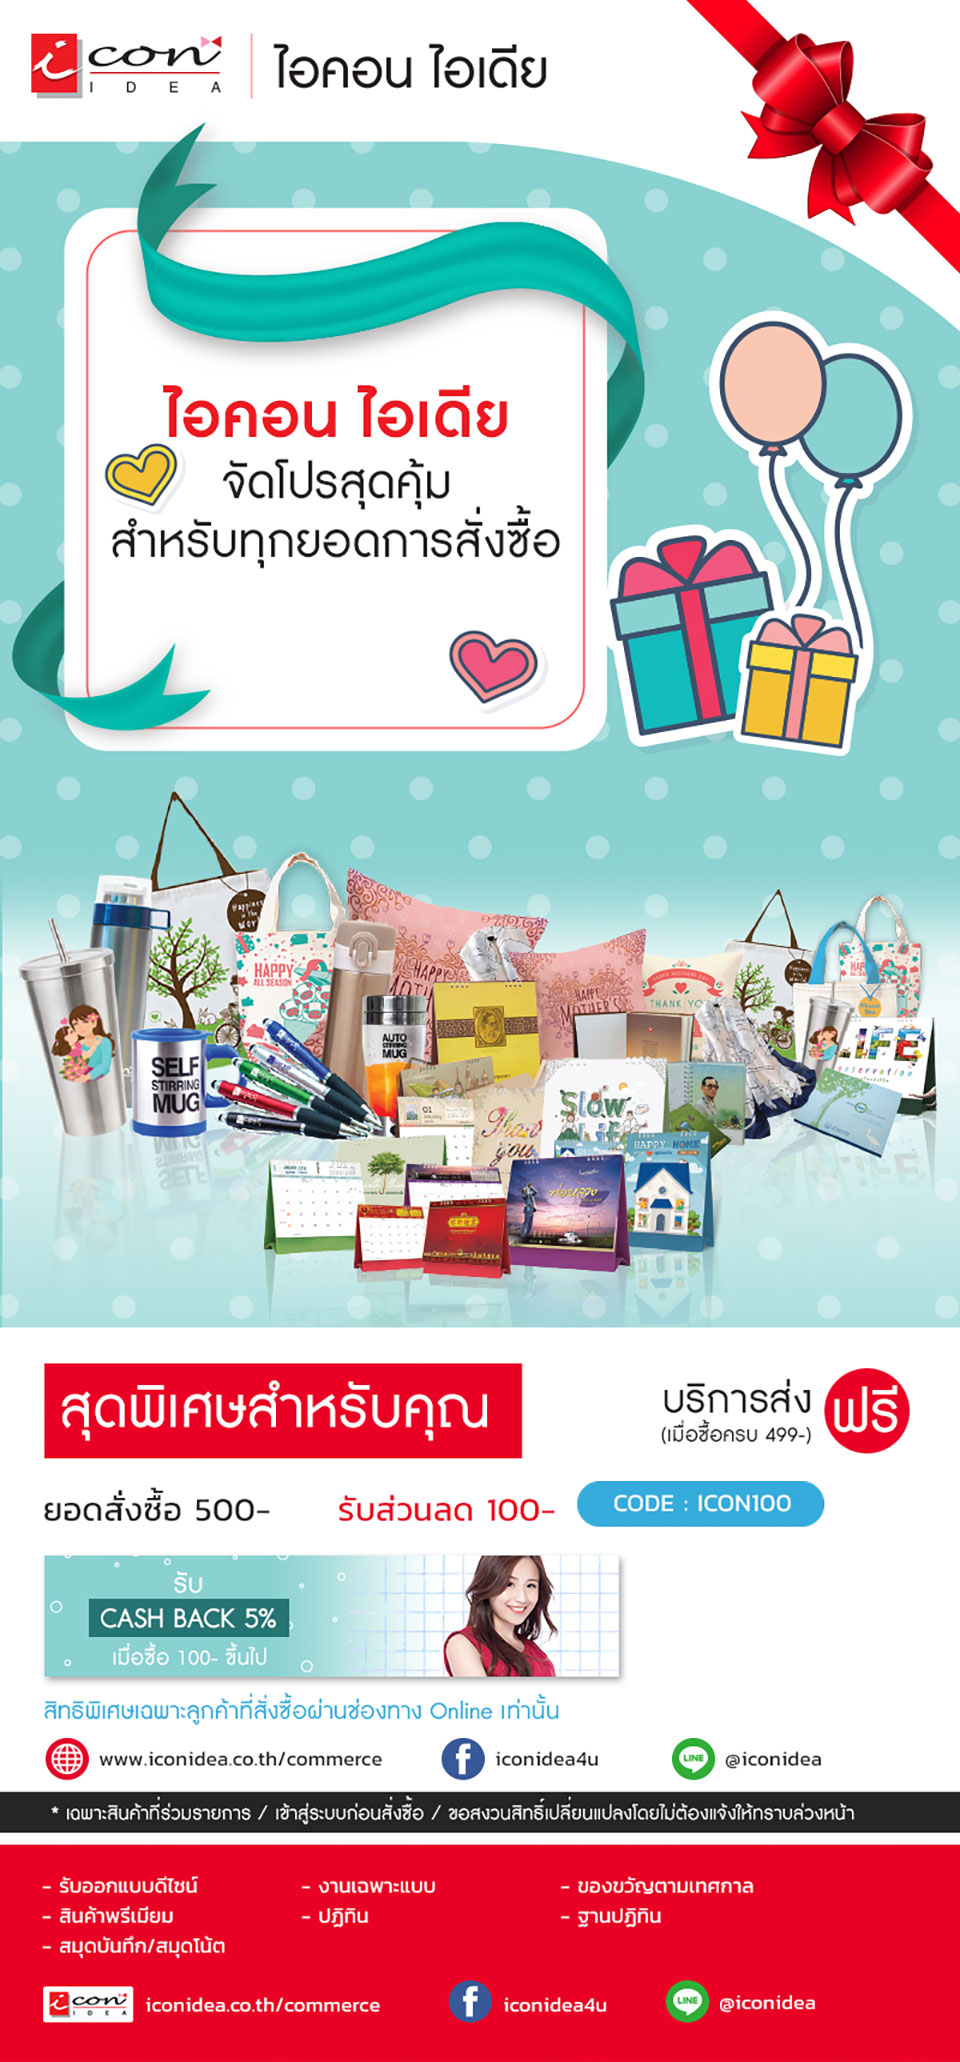 icon
IDEA
ไอคอน ไอเดีย
ไอคอน ไอเดีย
จัดโปรสุดคุ้ม
สำหรับทุกยอดการสั่งซื้อ
Happiness
HAPPY
ALL SEASON
HAPPY
MOTHER'S
THANK YOU
SELF
STIRRING
MUG
AUTO
STIRRING
MUG
Thank
you
Slow
Life
HAPPY HOME
LIFE
พ่อหลวง
สุดพิเศษสำหรับคุณ
บริการส่ง ฟรี
(เมื่อซื้อครบ 499-)
ยอดสั่งซื้อ 500- รับส่วนลด 100- CODE : ICON100
รับ
CASH BACK 5%
เมื่อซื้อ 100- ขึ้นไป
สิทธิพิเศษเฉพาะลูกค้าที่สั่งซื้อผ่านช่องทาง Online เท่านั้น
www.iconidea.co.th/commerce iconidea4u LINE @iconidea
* เฉพาะสินค้าที่ร่วมรายการ / เข้าสู่ระบบก่อนสั่งซื้อ / ขอสงวนสิทธิ์เปลี่ยนแปลงโดยไม่ต้องแจ้งให้ทราบล่วงหน้า
- รับออกแบบดีไซน์ - งานเฉพาะแบบ - ของขวัญตามเทศกาล
- สินค้าพรีเมียม - ปฏิทิน - ฐานปฏิทิน
- สมุดบันทึก/สมุดโน้ต
icon IDEA iconidea.co.th/commerce iconidea4u LINE @iconidea